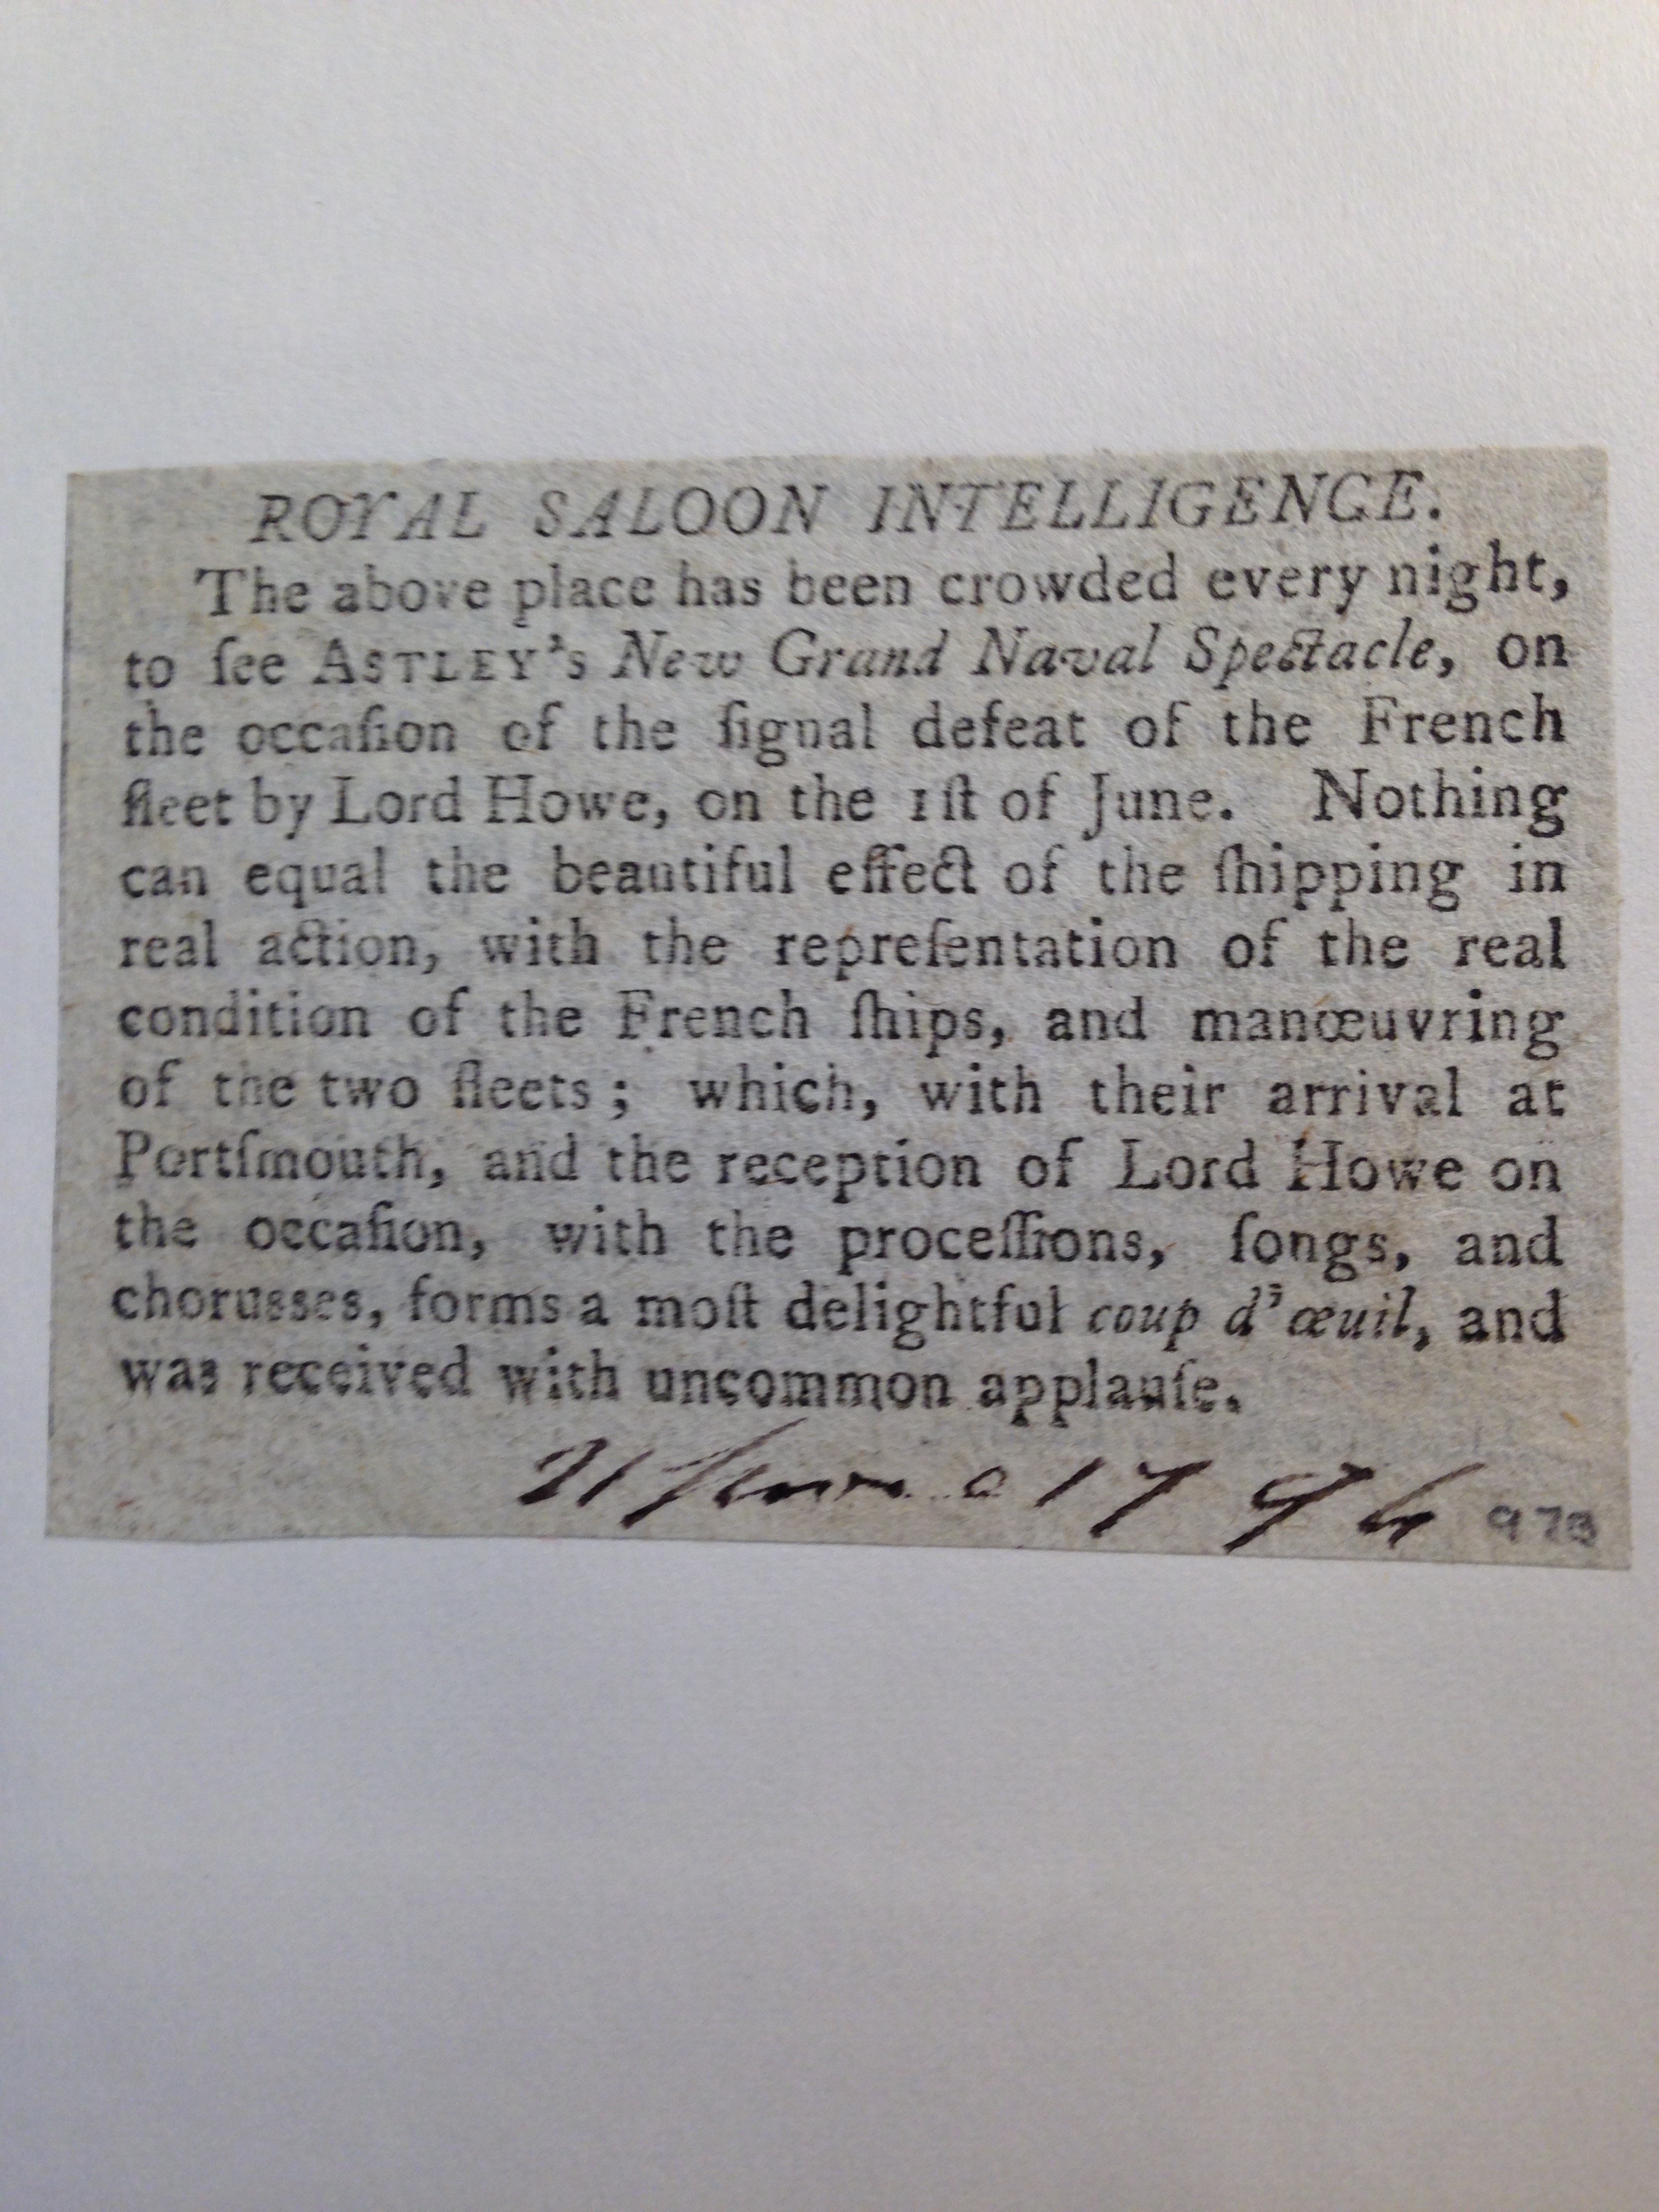 ROYAL SALOON INTELLIGENCE.
The above place has been crowded every night,
to ſee ASTLEY's New Grand Naval Spectacle, on
the occaſion of the ſignal defeat of the French
fleet by Lord Howe, on the 1ſt of June. Nothing
can equal the beautiful effect of the ſhipping in
real action, with the repreſentation of the real
condition of the French ſhips, and manœuvring
of the two fleets; which, with their arrival at
Portſmouth, and the reception of Lord Howe on
the occaſion, with the proceſſions, ſongs, and
chorusses, forms a moſt delightful coup d'œuil, and
was received with uncommon applauſe.
21 June 1794 978